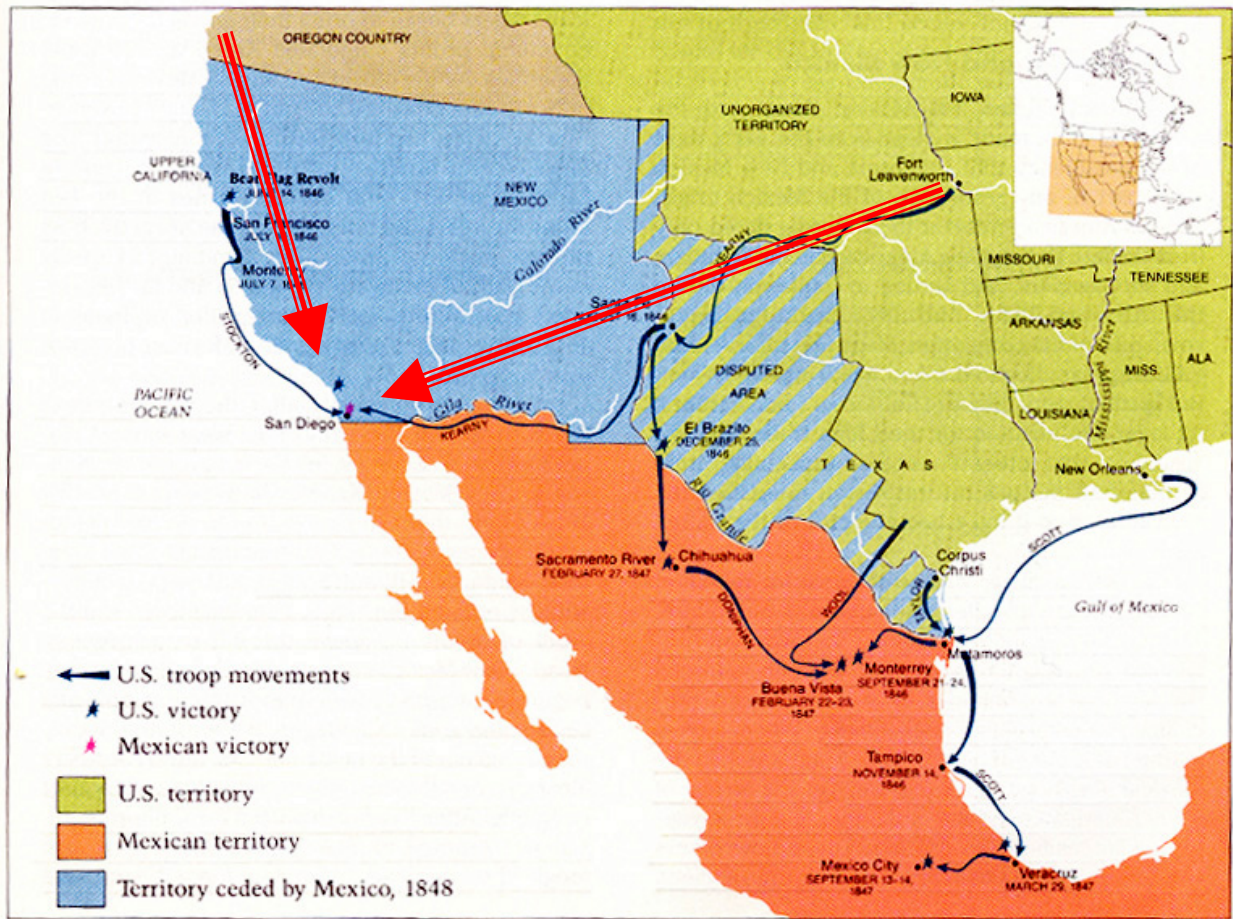 OREGON COUNTRY
UNORGANIZED
TERRITORY
IOWA
Fort
Leavenworth
UPPER
CALIFORNIA
Bear Flag Revolt
JUNE 14, 1846
NEW
MEXICO
San Francisco
JULY 1846
Colorado River
Monterey
JULY 7,
KEARNY
MISSOURI
TENNESSEE
Santa Fe
AUGUST 16, 1846
ARKANSAS
Mississippi River
MISS.
ALA.
STOCKTON
DISPUTED
AREA
PACIFIC
OCEAN
San Diego
Gila River
KEARNY
LOUISIANA
El Brazito
DECEMBER 25,
1846
TEXAS
New Orleans
Rio Grande
SCOTT
Sacramento River
FEBRUARY 27, 1847
Chihuahua
Corpus
Christi
TAYLOR
WOOL
Gulf of Mexico
DONIPHAN
Matamoros
Monterrey
SEPTEMBER 21–24,
1846
Buena Vista
FEBRUARY 22–23,
1847
U.S. troop movements
U.S. victory
Mexican victory
U.S. territory
Mexican territory
Territory ceded by Mexico, 1848
Tampico
NOVEMBER 14,
1846
SCOTT
Mexico City
SEPTEMBER 13–14,
1847
Veracruz
MARCH 29, 1847